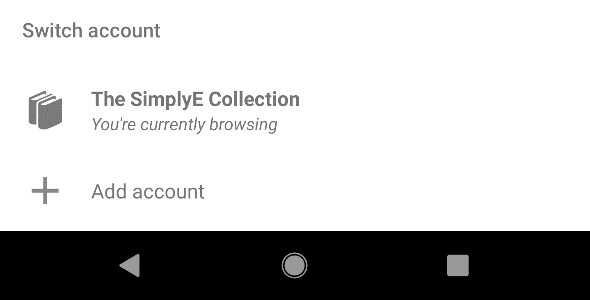 Switch account
The SimplyE Collection
You're currently browsing
Add account